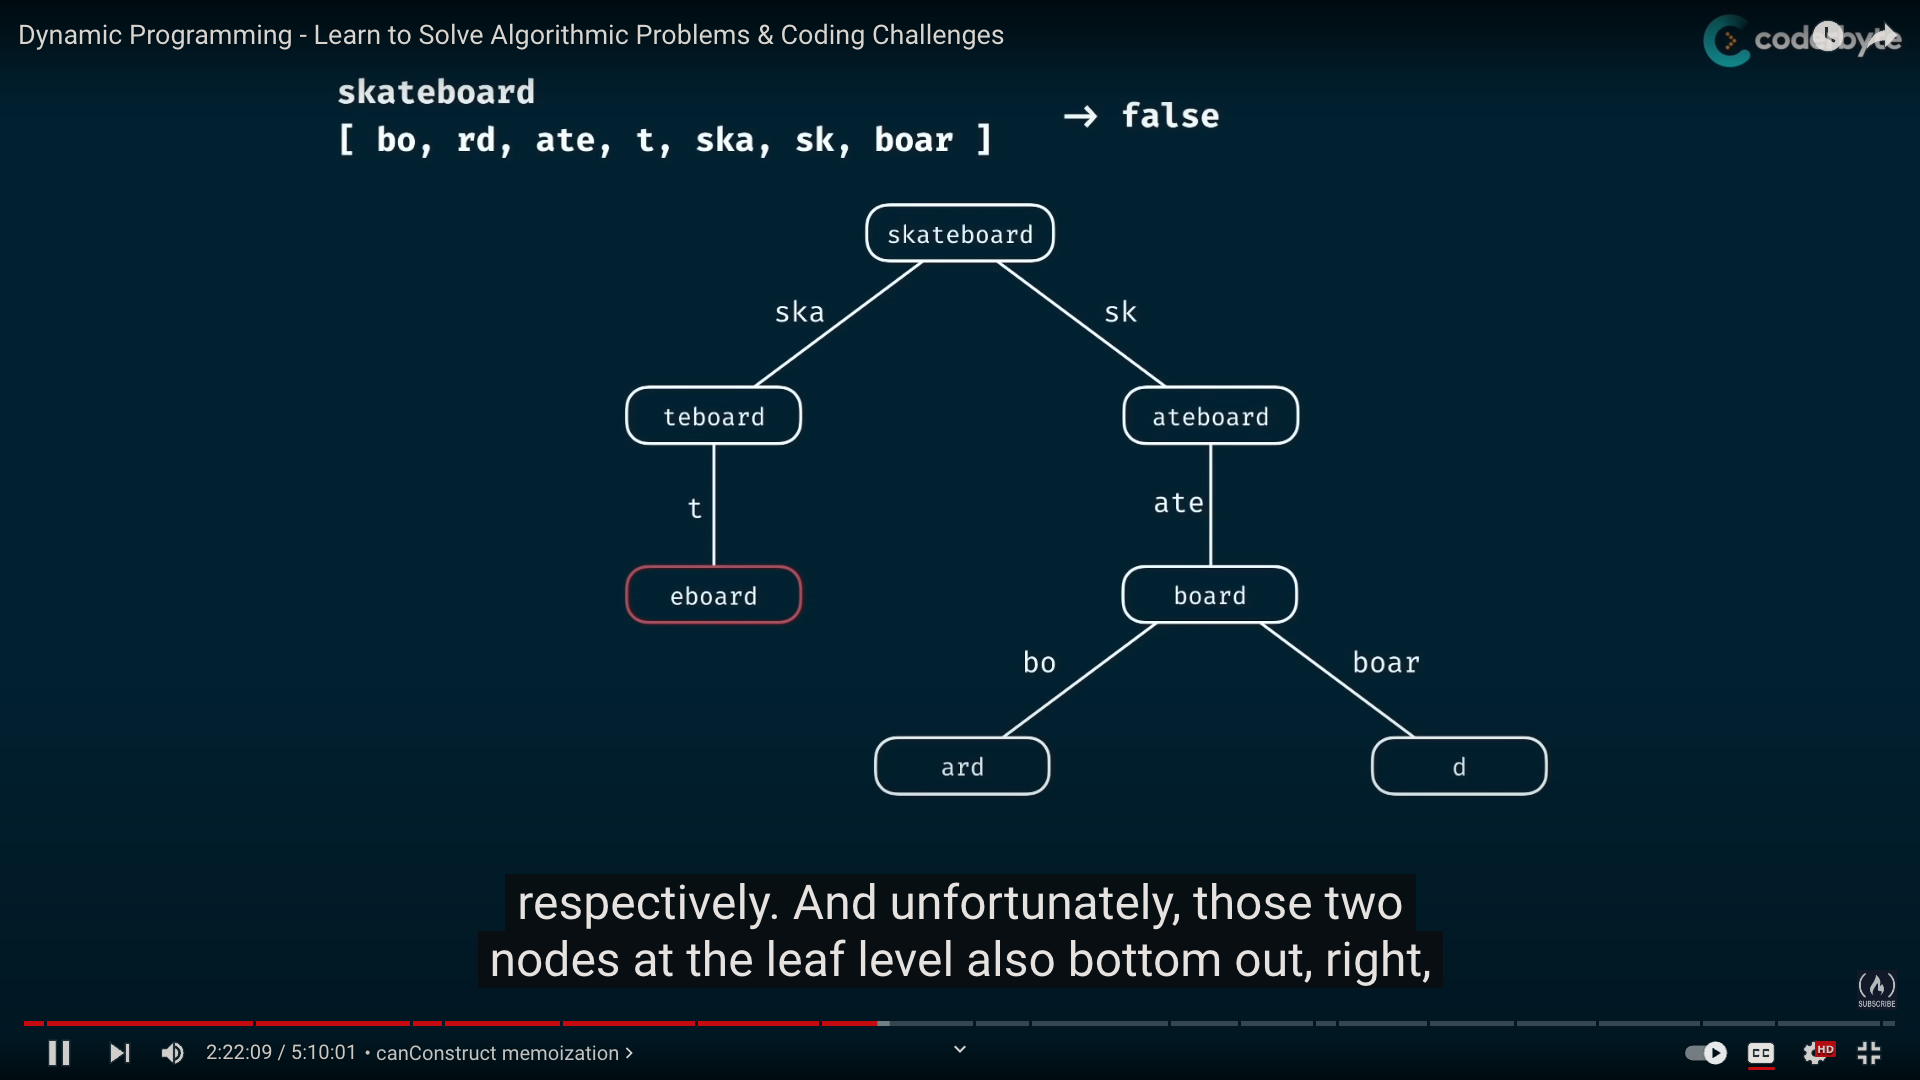 Dynamic Programming - Learn to Solve Algorithmic Problems & Coding Challenges
coderbyte
skateboard
[ bo, rd, ate, t, ska, sk, boar ]
→ false
skateboard
ska
sk
teboard
ateboard
t
ate
eboard
board
bo
boar
ard
d
respectively. And unfortunately, those two
nodes at the leaf level also bottom out, right,
SUBSCRIBE
2:22:09 / 5:10:01 • canConstruct memoization >
CC
HD